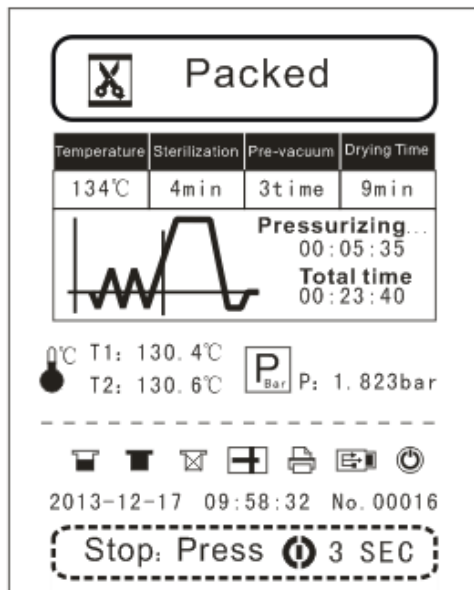 Packed
Temperature Sterilization Pre-vacuum Drying Time
134℃ 4min 3time 9min
Pressurizing...
00:05:35
Total time
00:23:40
℃ T1: 130.4℃
T2: 130.6℃
P Bar P: 1.823bar
2013-12-17 09:58:32 No.00016
Stop: Press 3 SEC